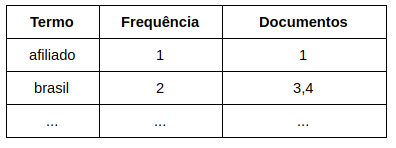 Termo Frequência Documentos
afiliado 1 1
brasil 2 3,4
... ... ...